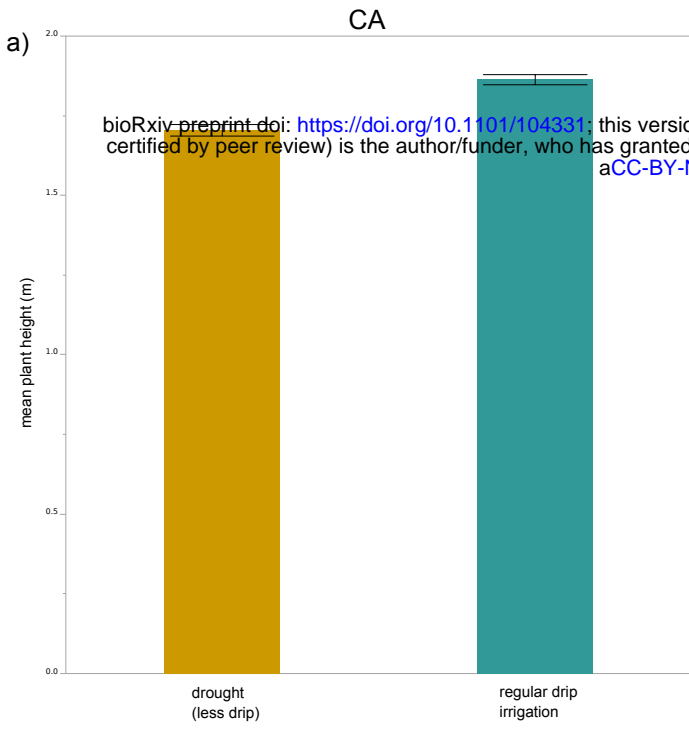 CA
a)
2.0
bioRxiv preprint doi: https://doi.org/10.1101/104331; this versio
certified by peer review) is the author/funder, who has granted
aCC-BY-N
1.5
mean plant height (m)
1.0
0.5
0.0
drought
(less drip)
regular drip
irrigation